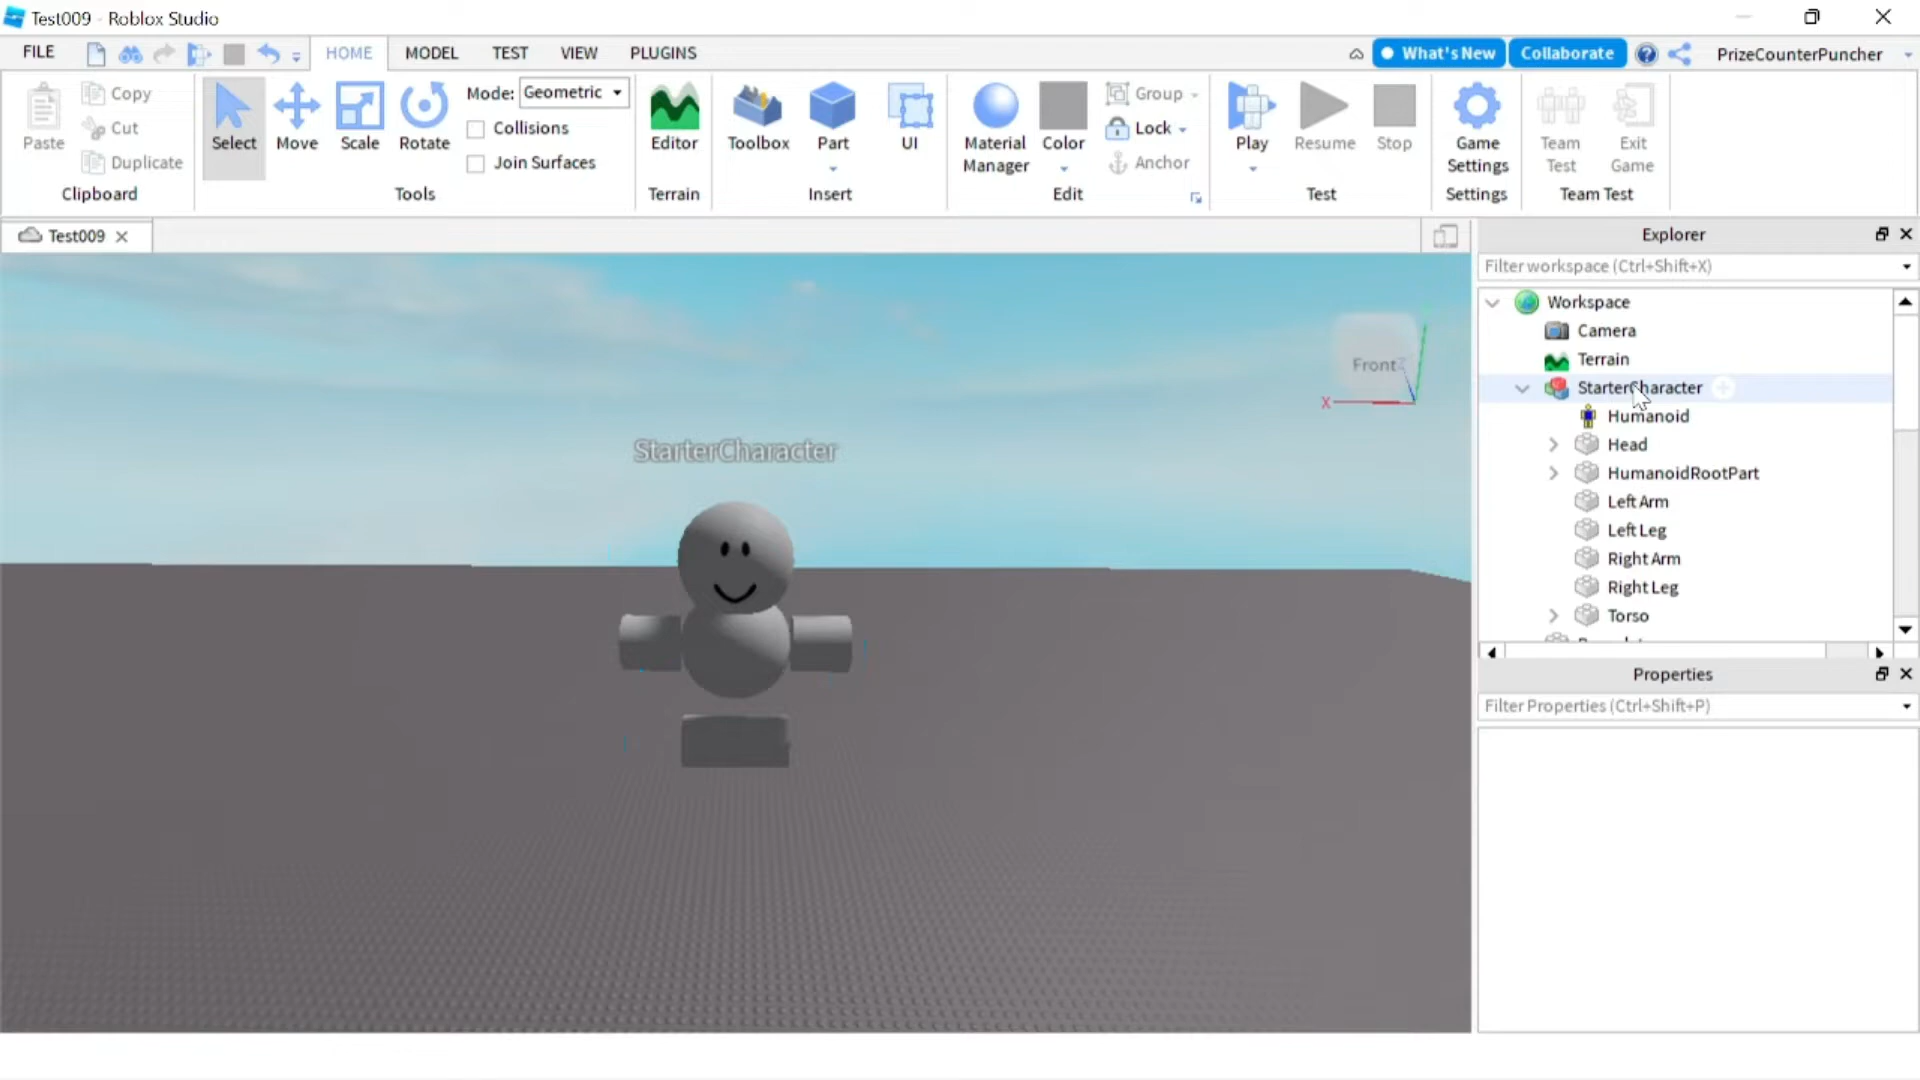 Test009 - Roblox Studio
FILE HOME MODEL TEST VIEW PLUGINS What's New Collaborate PrizeCounterPuncher
Paste Copy Cut Duplicate
Clipboard
Select Move Scale Rotate Mode: Geometric
Collisions
Join Surfaces
Tools
Editor
Terrain
Toolbox Part UI
Insert
Material Manager Color Group Lock Anchor
Edit
Play Resume Stop
Test
Game Settings
Settings
Team Test Exit Game
Team Test
Test009
Explorer
Filter workspace (Ctrl+Shift+X)
Workspace
Camera
Terrain
StarterCharacter
Humanoid
Head
HumanoidRootPart
Left Arm
Left Leg
Right Arm
Right Leg
Torso
Properties
Filter Properties (Ctrl+Shift+P)
Front
X
StarterCharacter